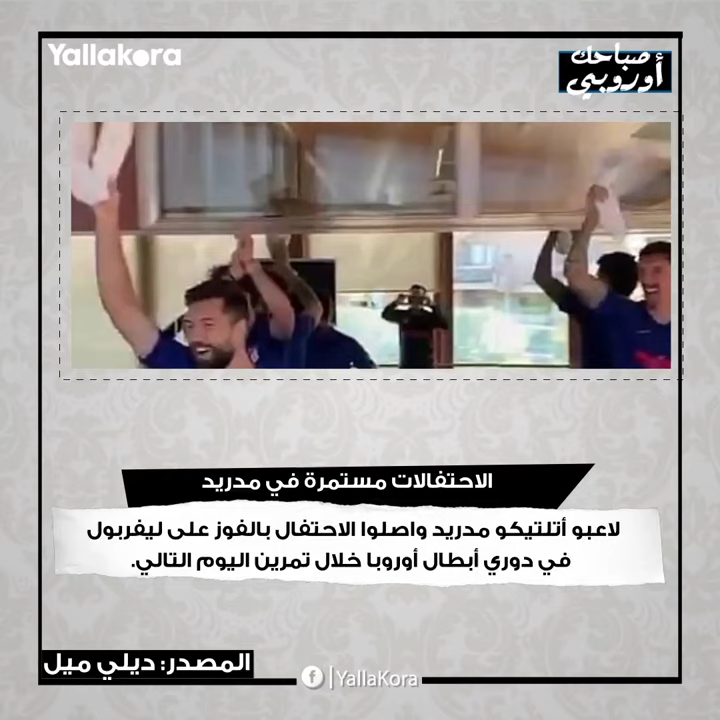 Yallakora
صباحك
أوروبي
الاحتفالات مستمرة في مدريد
لاعبو أتلتيكو مدريد واصلوا الاحتفال بالفوز على ليفربول
في دوري أبطال أوروبا خلال تمرين اليوم التالي.
المصدر: ديلي ميل
f | YallaKora